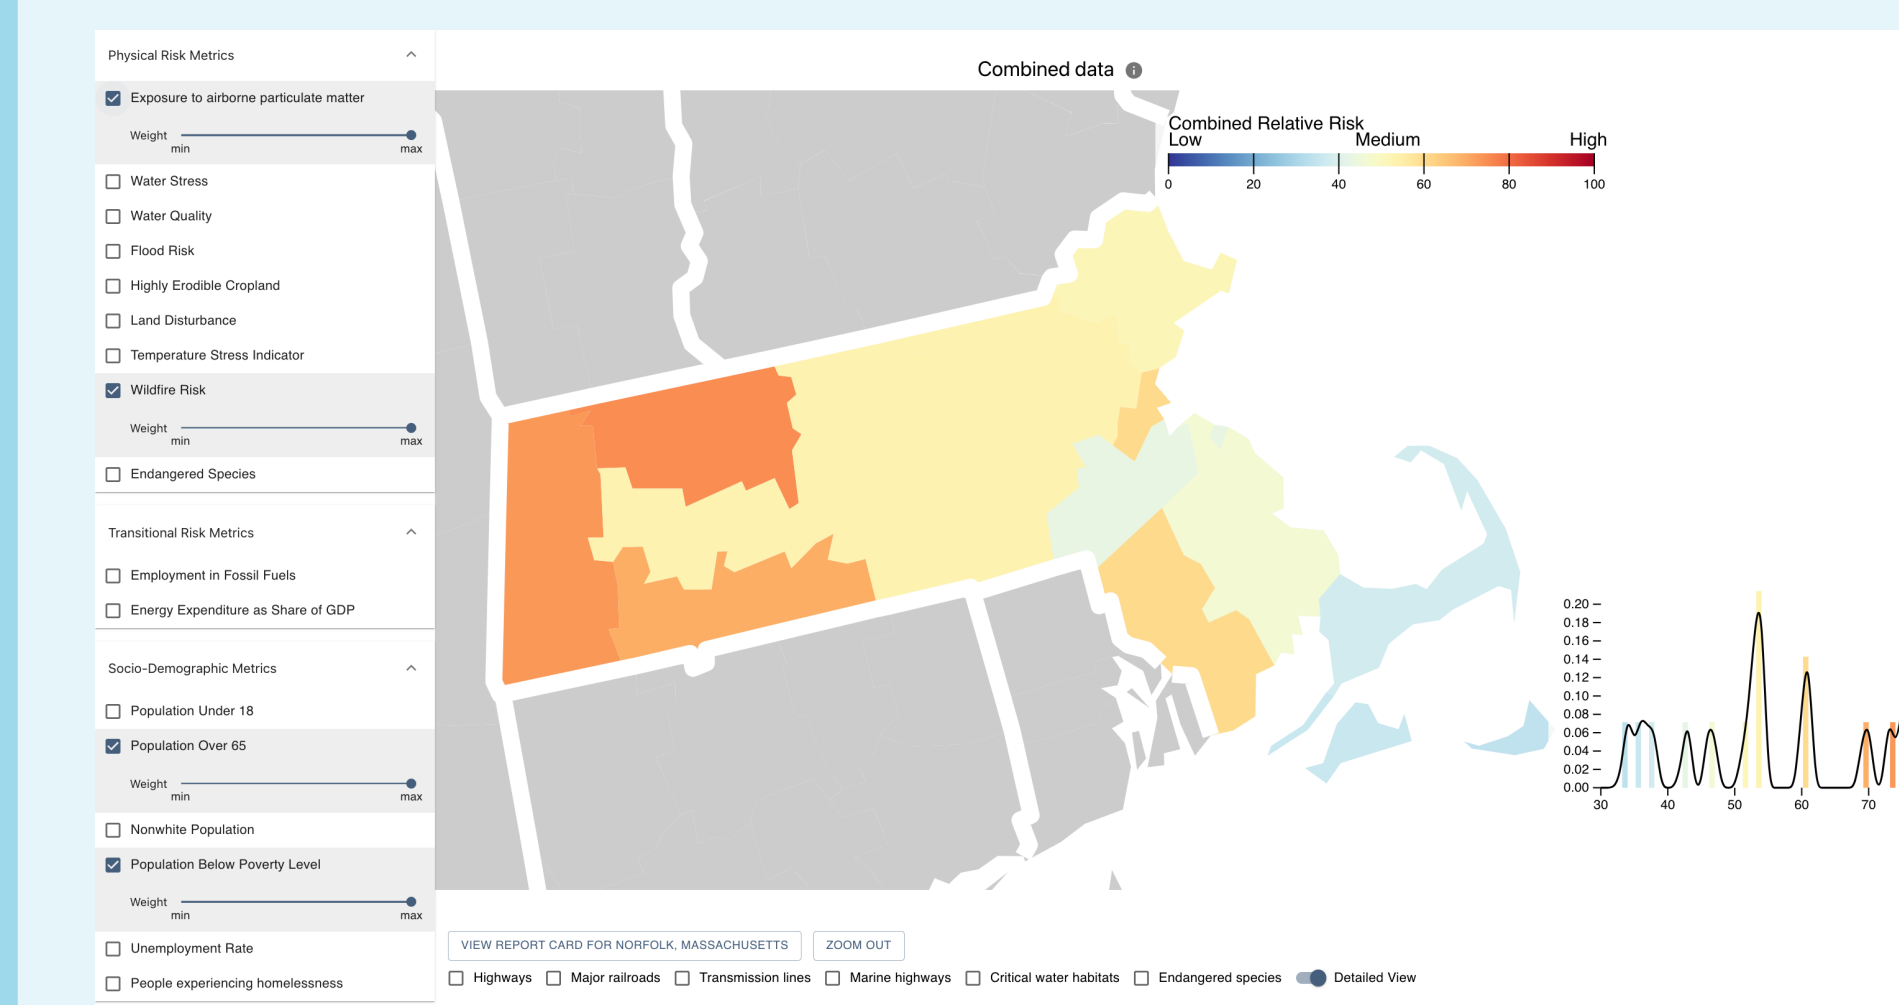 Physical Risk Metrics
Exposure to airborne particulate matter
Weight
min max
Water Stress
Water Quality
Flood Risk
Highly Erodible Cropland
Land Disturbance
Temperature Stress Indicator
Wildfire Risk
Weight
min max
Endangered Species
Transitional Risk Metrics
Employment in Fossil Fuels
Energy Expenditure as Share of GDP
Socio-Demographic Metrics
Population Under 18
Population Over 65
Weight
min max
Nonwhite Population
Population Below Poverty Level
Weight
min max
Unemployment Rate
People experiencing homelessness
Combined data
Combined Relative Risk
Low Medium High
0 20 40 60 80 100
0.20
0.18
0.16
0.14
0.12
0.10
0.08
0.06
0.04
0.02
0.00
30 40 50 60 70
VIEW REPORT CARD FOR NORFOLK, MASSACHUSETTS ZOOM OUT
Highways Major railroads Transmission lines Marine highways Critical water habitats Endangered species Detailed View